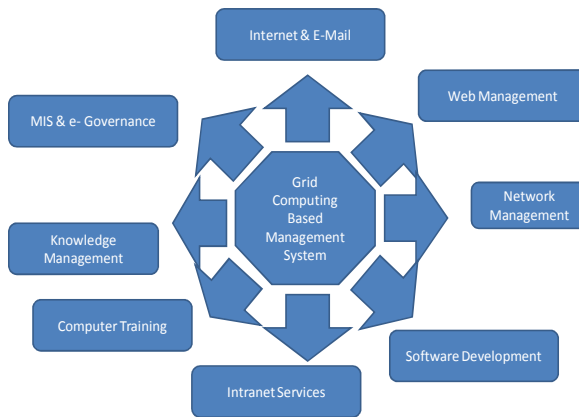 Internet & E-Mail
Web Management
MIS & e- Governance
Grid
Computing
Based
Management
System
Network
Management
Knowledge
Management
Computer Training
Software Development
Intranet Services